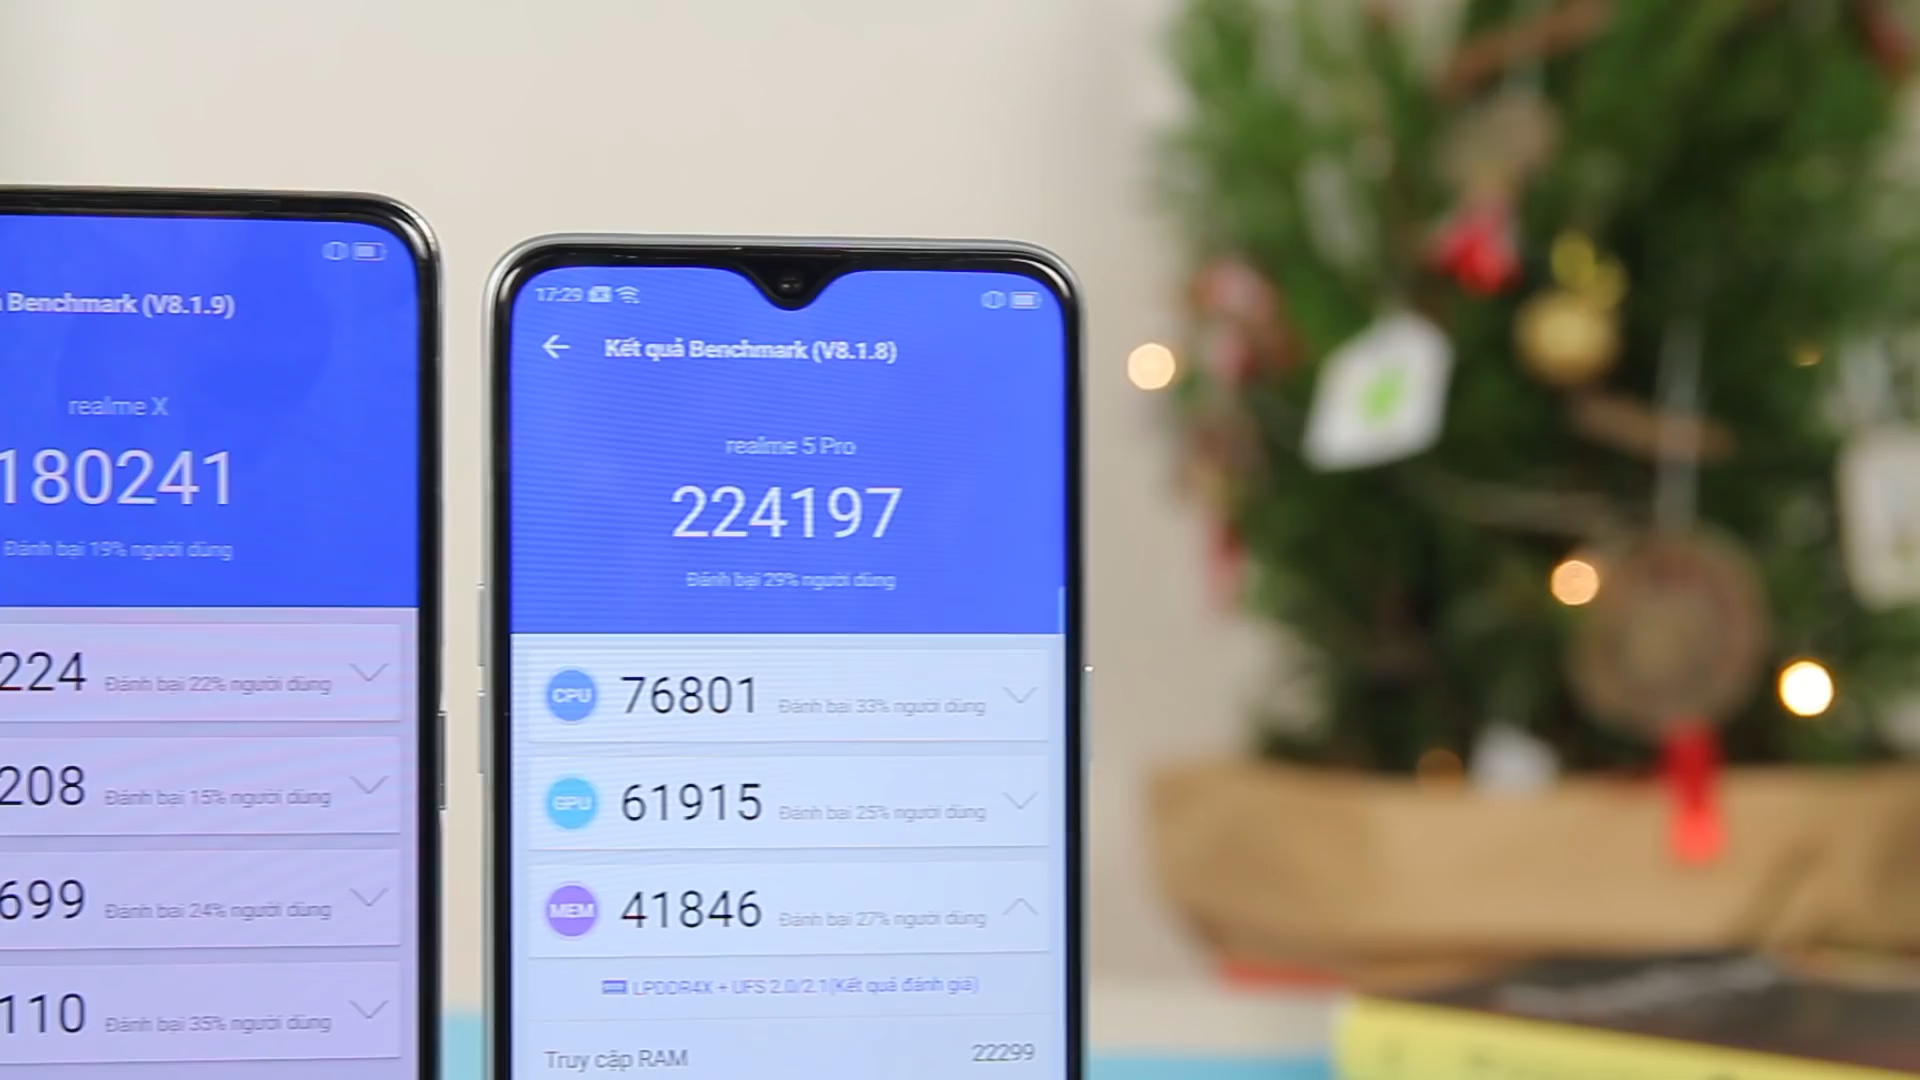 Benchmark (V8.1.9)
realme X
180241
Đánh bại 19% người dùng
224 Đánh bại 22% người dùng
208 Đánh bại 15% người dùng
699 Đánh bại 24% người dùng
110 Đánh bại 35% người dùng
17:29
Kết quả Benchmark (V8.1.8)
realme 5 Pro
224197
Đánh bại 29% người dùng
CPU 76801 Đánh bại 33% người dùng
GPU 61915 Đánh bại 25% người dùng
MEM 41846 Đánh bại 27% người dùng
LPDDR4X + UFS 2.0/2.1(Kết quả đánh giá)
Truy cập RAM 22299